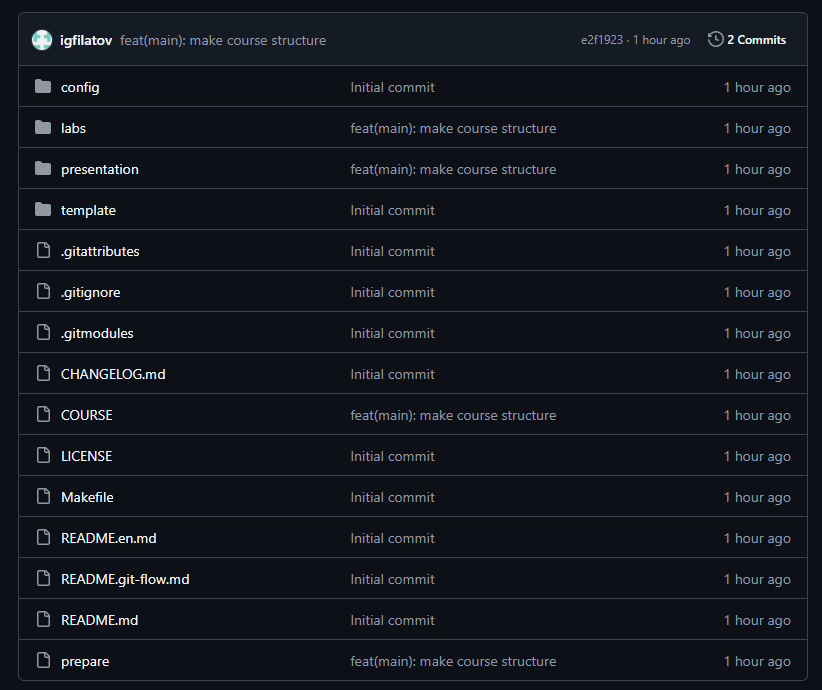 igfilatov feat(main): make course structure e2f1923 · 1 hour ago 2 Commits
config Initial commit 1 hour ago
labs feat(main): make course structure 1 hour ago
presentation feat(main): make course structure 1 hour ago
template Initial commit 1 hour ago
.gitattributes Initial commit 1 hour ago
.gitignore Initial commit 1 hour ago
.gitmodules Initial commit 1 hour ago
CHANGELOG.md Initial commit 1 hour ago
COURSE feat(main): make course structure 1 hour ago
LICENSE Initial commit 1 hour ago
Makefile Initial commit 1 hour ago
README.en.md Initial commit 1 hour ago
README.git-flow.md Initial commit 1 hour ago
README.md Initial commit 1 hour ago
prepare feat(main): make course structure 1 hour ago